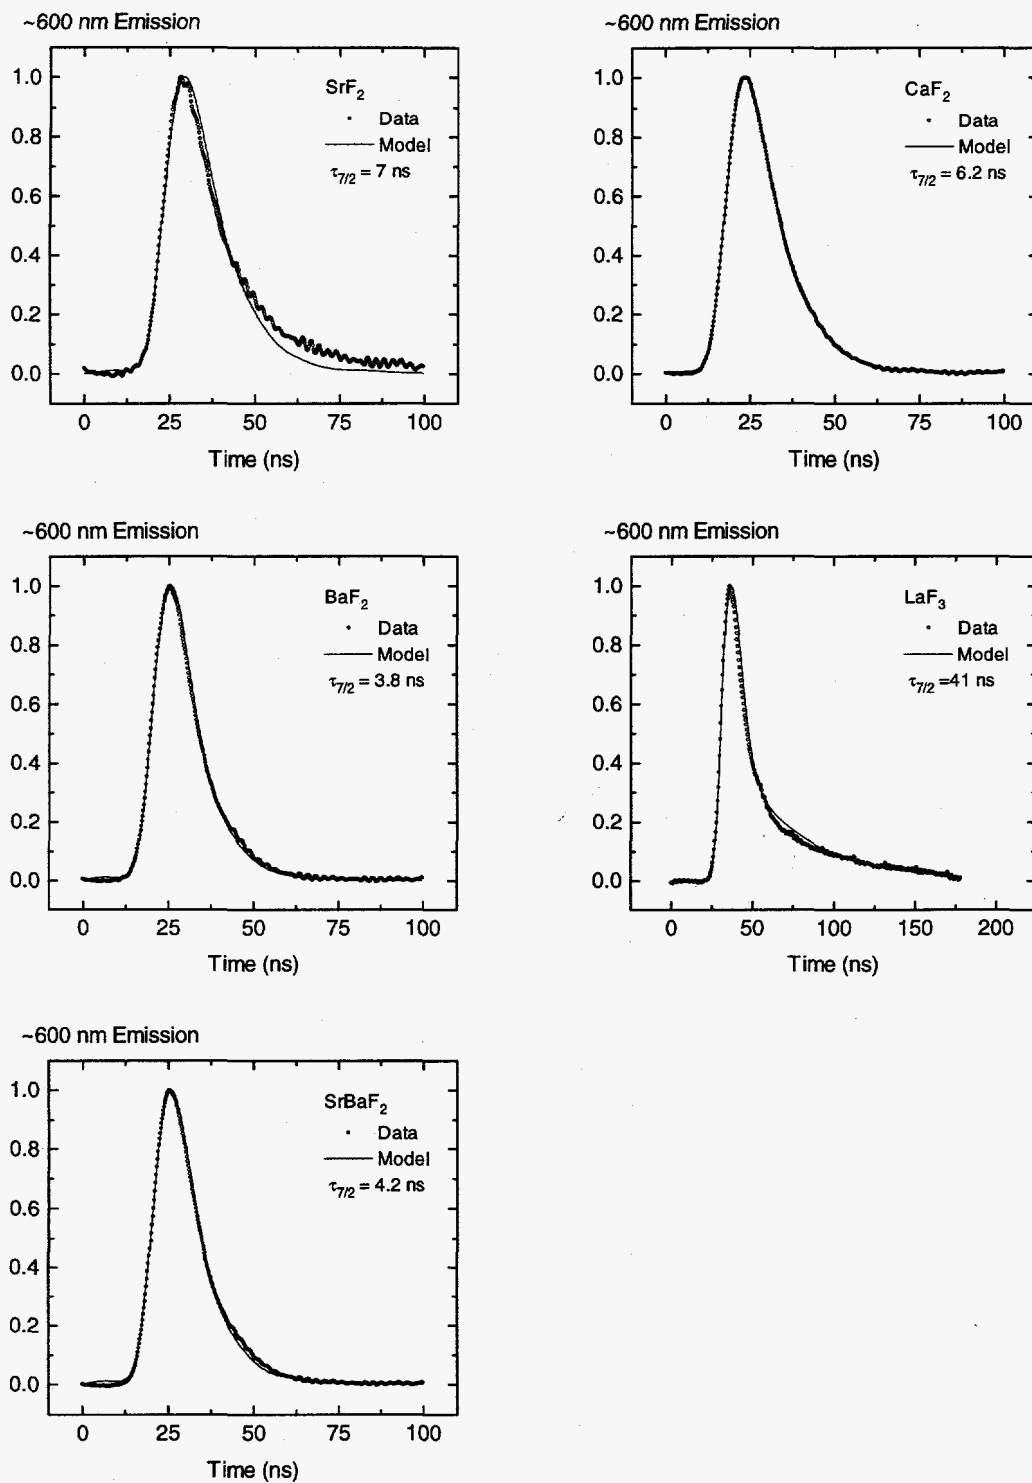 ~600 nm Emission
1.0
0.8
0.6
0.4
0.2
0.0
SrF₂
Data
Model
τ₇/₂ = 7 ns
0 25 50 75 100
Time (ns)
~600 nm Emission
1.0
0.8
0.6
0.4
0.2
0.0
CaF₂
Data
Model
τ₇/₂ = 6.2 ns
0 25 50 75 100
Time (ns)
~600 nm Emission
1.0
0.8
0.6
0.4
0.2
0.0
BaF₂
Data
Model
τ₇/₂ = 3.8 ns
0 25 50 75 100
Time (ns)
~600 nm Emission
1.0
0.8
0.6
0.4
0.2
0.0
LaF₃
Data
Model
τ₇/₂ =41 ns
0 50 100 150 200
Time (ns)
~600 nm Emission
1.0
0.8
0.6
0.4
0.2
0.0
SrBaF₂
Data
Model
τ₇/₂ = 4.2 ns
0 25 50 75 100
Time (ns)